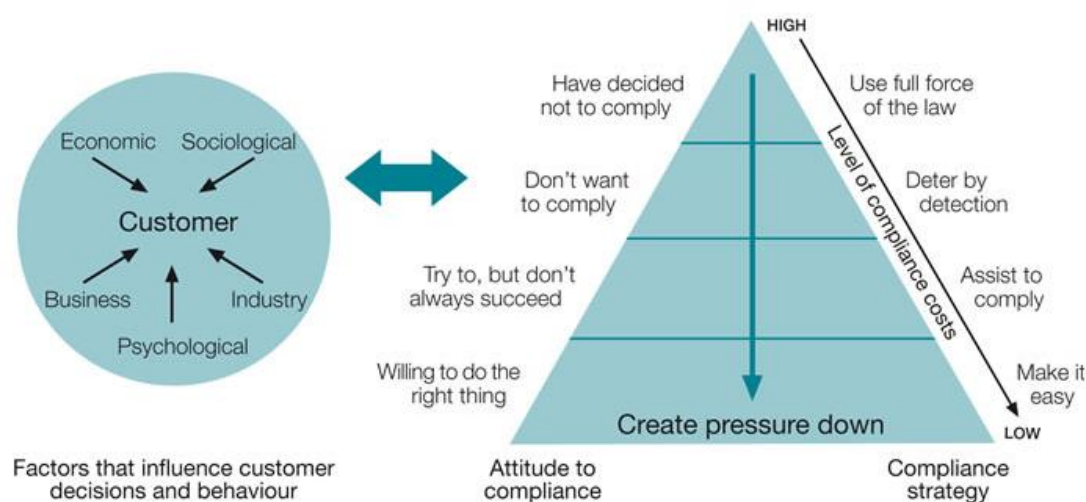 Economic
Sociological
Customer
Business
Industry
Psychological
Factors that influence customer
decisions and behaviour
HIGH
Have decided
not to comply
Use full force
of the law
Don't want
to comply
Deter by
detection
Try to, but don't
always succeed
Assist to
comply
Willing to do the
right thing
Make it
easy
Level of compliance costs
Create pressure down
LOW
Attitude to
compliance
Compliance
strategy